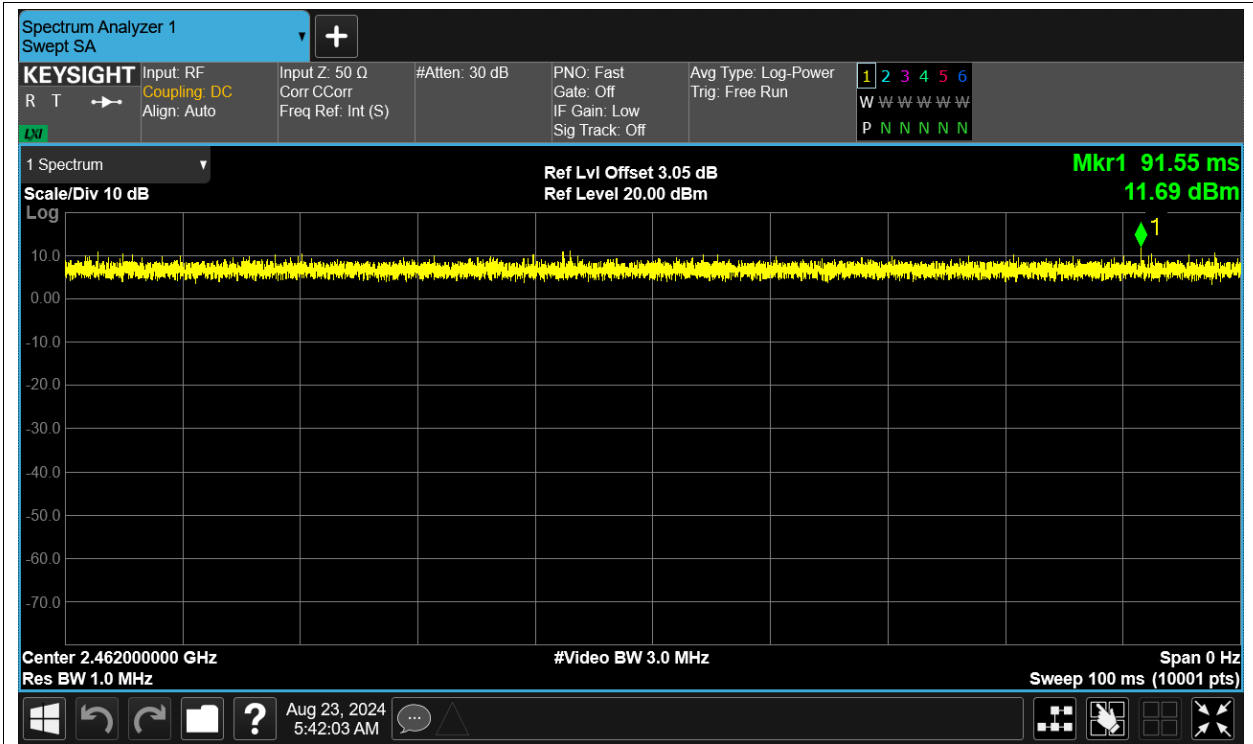 Spectrum Analyzer 1
Swept SA
KEYSIGHT
R T
LXI
Input: RF
Coupling: DC
Align: Auto
Input Z: 50 Ω
Corr CCorr
Freq Ref: Int (S)
#Atten: 30 dB
PNO: Fast
Gate: Off
IF Gain: Low
Sig Track: Off
Avg Type: Log-Power
Trig: Free Run
1 2 3 4 5 6
W W W W W W
P N N N N N
1 Spectrum
Scale/Div 10 dB
Log
Ref Lvl Offset 3.05 dB
Ref Level 20.00 dBm
Mkr1 91.55 ms
11.69 dBm
1
10.0
0.00
-10.0
-20.0
-30.0
-40.0
-50.0
-60.0
-70.0
Center 2.462000000 GHz
Res BW 1.0 MHz
#Video BW 3.0 MHz
Span 0 Hz
Sweep 100 ms (10001 pts)
?
Aug 23, 2024
5:42:03 AM